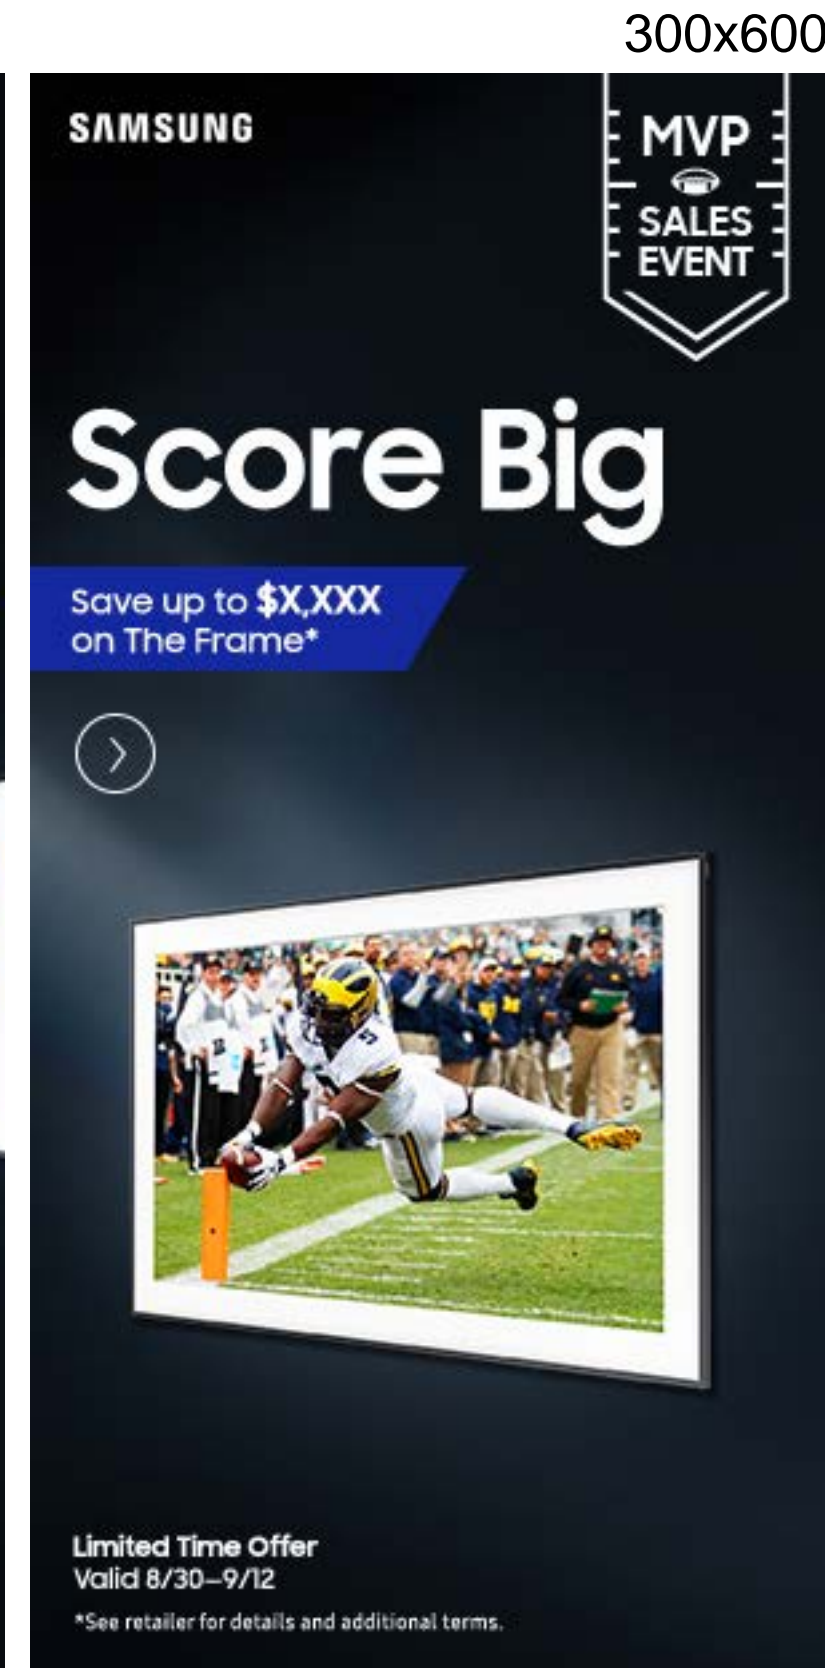 300x600
SAMSUNG
MVP
SALES
EVENT
Score Big
Save up to $X,XXX
on The Frame*
Limited Time Offer
Valid 8/30–9/12
*See retailer for details and additional terms.